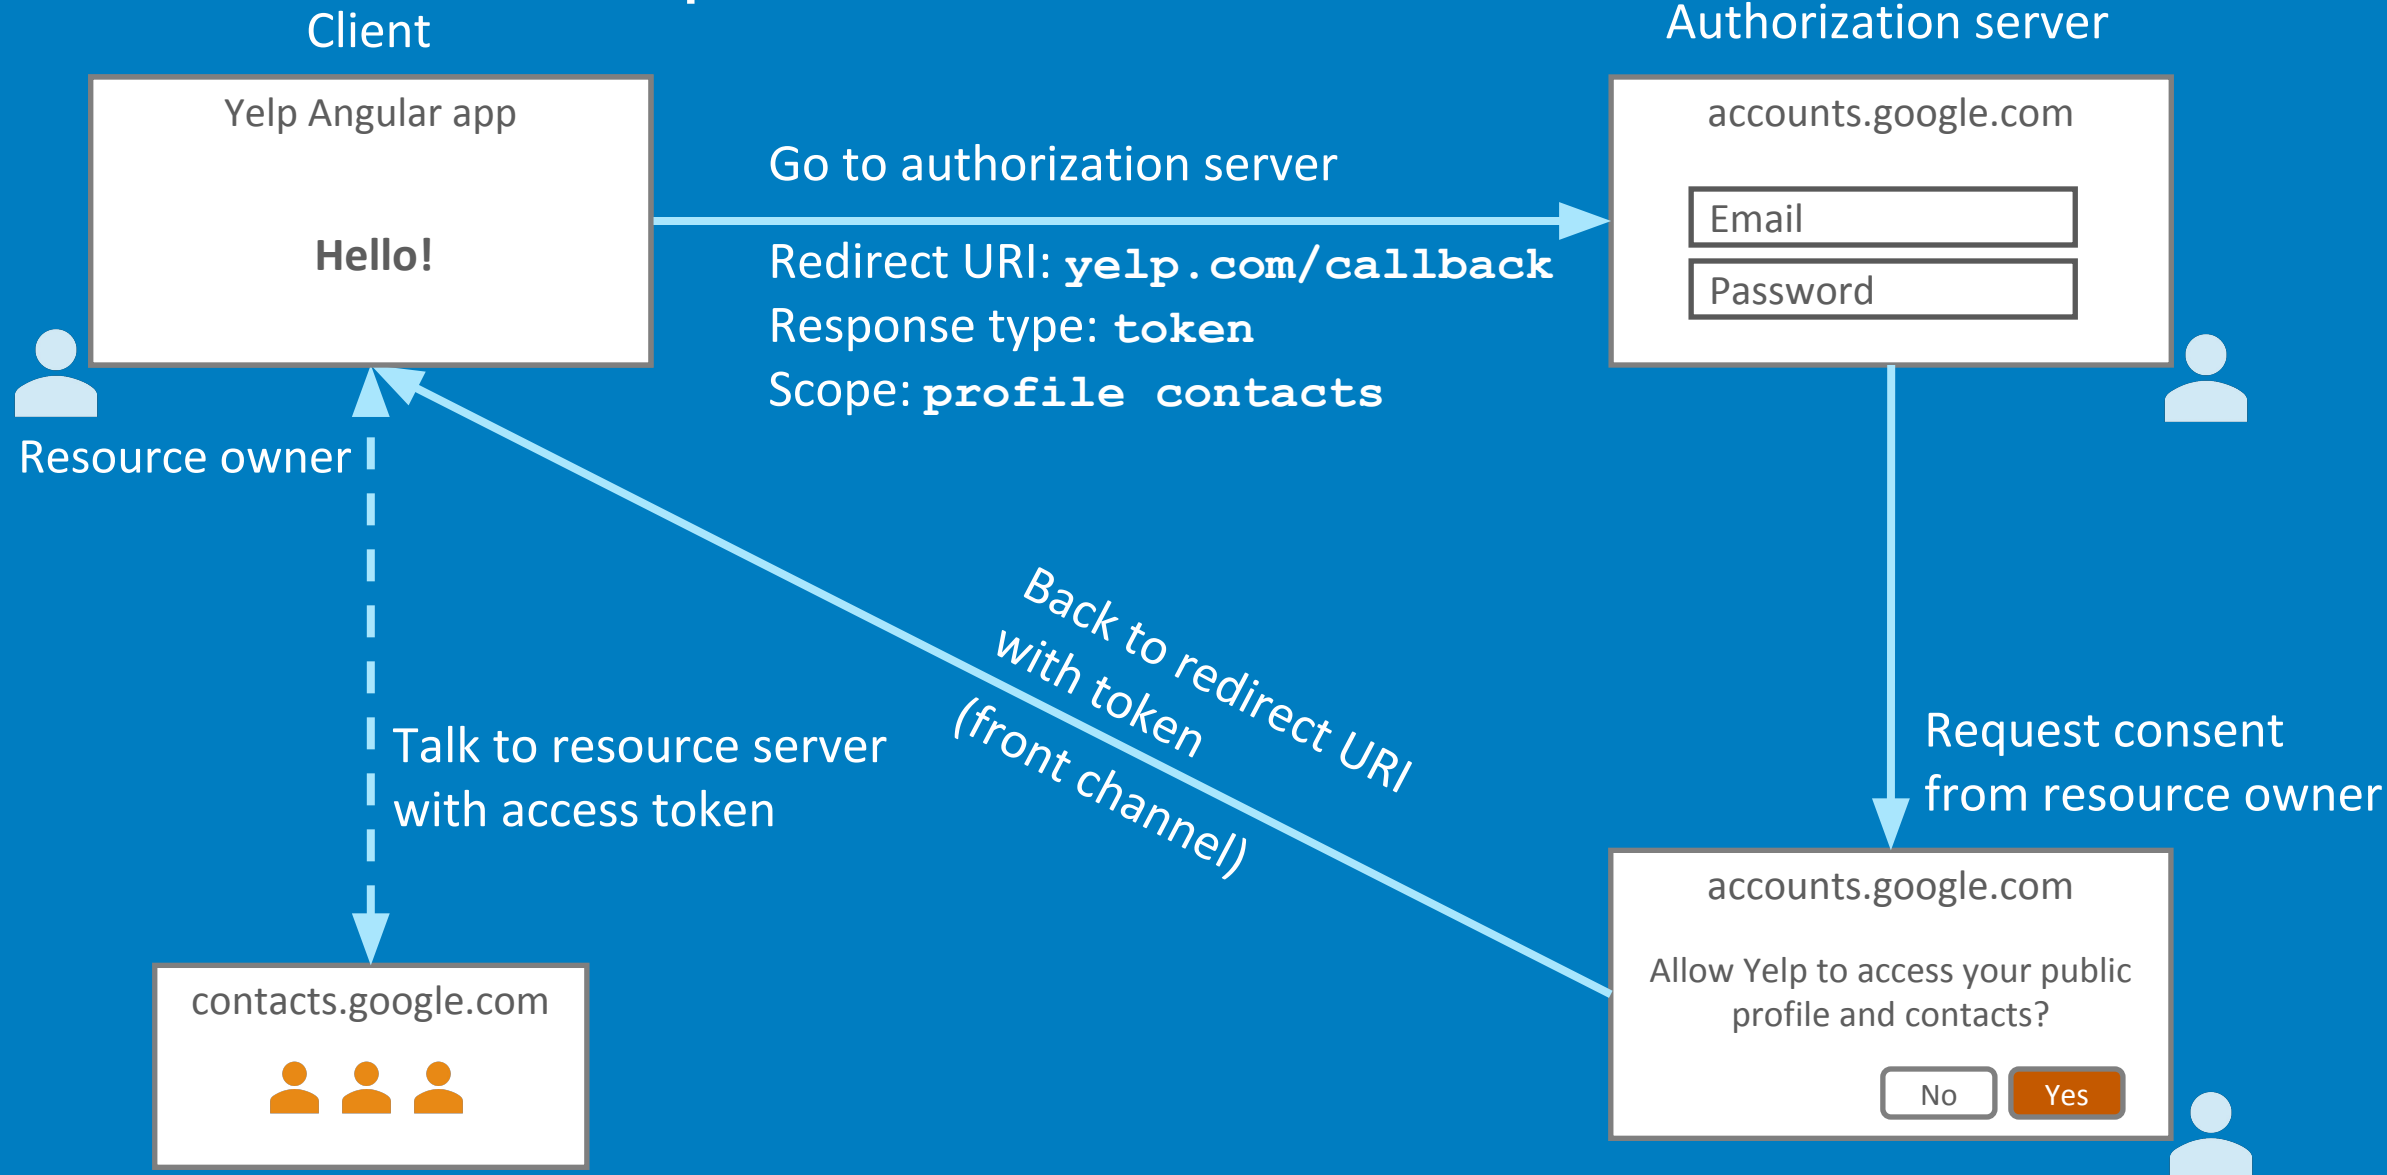 Client
Authorization server
Yelp Angular app
Hello!
Go to authorization server
Redirect URI: yelp.com/callback
Response type: token
Scope: profile contacts
accounts.google.com
Email
Password
Resource owner
Back to redirect URI
with token
(front channel)
Talk to resource server
with access token
Request consent
from resource owner
contacts.google.com
accounts.google.com
Allow Yelp to access your public
profile and contacts?
No
Yes